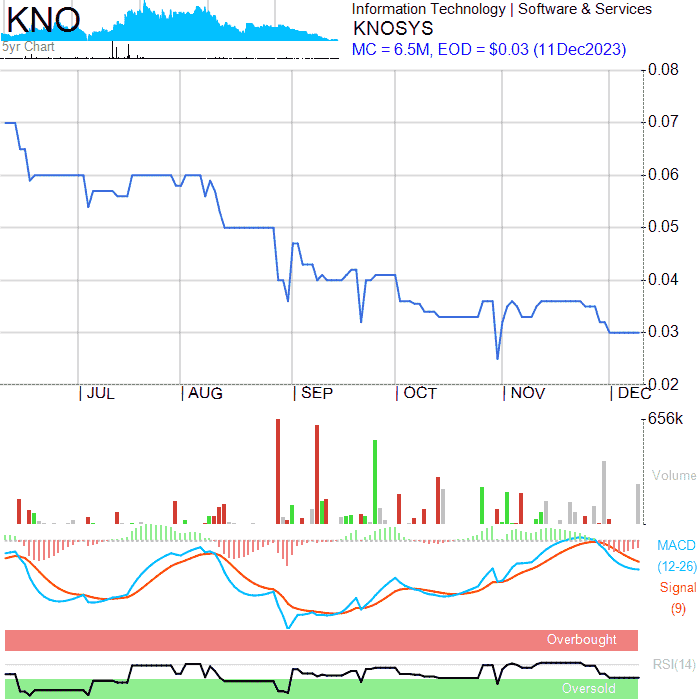 KNO
5yr Chart
Information Technology | Software & Services
KNOSYS
MC = 6.5M, EOD = $0.03 (11Dec2023)
0.08
0.07
0.06
0.05
0.04
0.03
0.02
JUL AUG SEP OCT NOV DEC
656k
Volume
MACD
(12-26)
Signal
(9)
Overbought
RSI(14)
Oversold